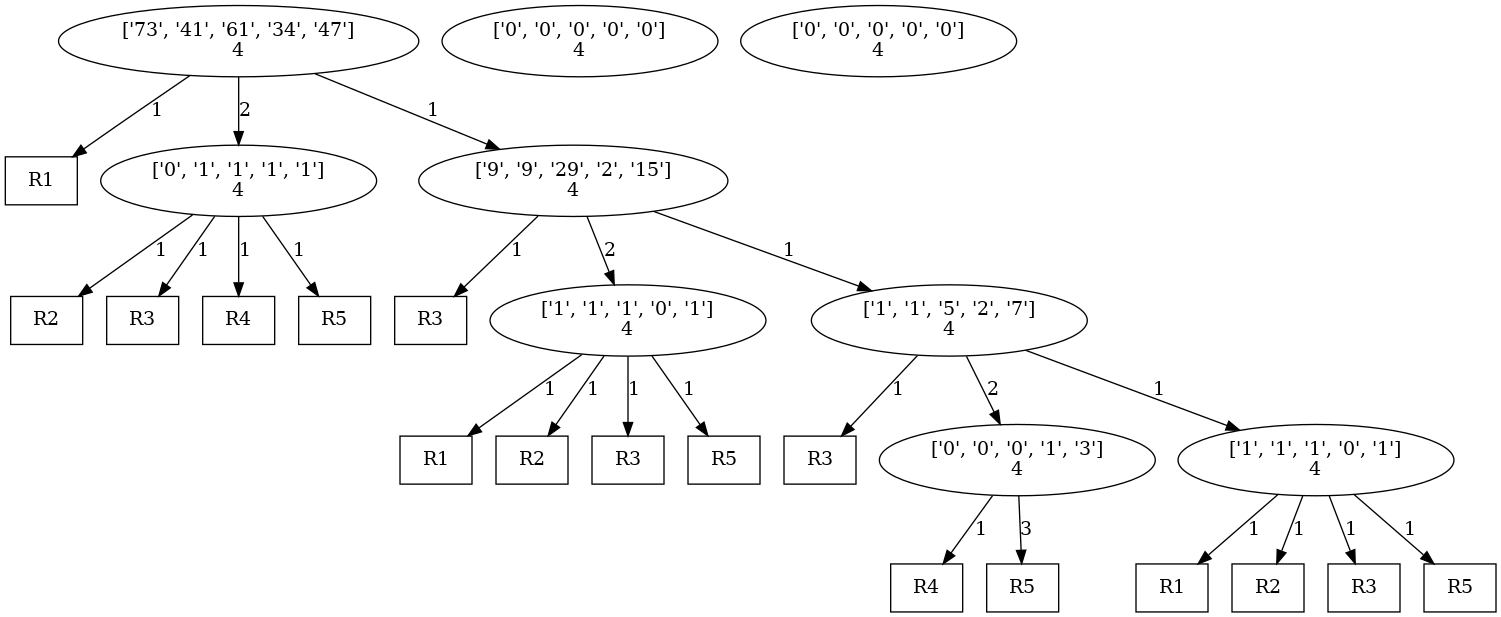 ['73', '41', '61', '34', '47']
4
['0', '0', '0', '0', '0']
4
['0', '0', '0', '0', '0']
4
1
2
1
R1
['0', '1', '1', '1', '1']
4
['9', '9', '29', '2', '15']
4
1
1
1
1
1
2
1
R2
R3
R4
R5
R3
['1', '1', '1', '0', '1']
4
['1', '1', '5', '2', '7']
4
1
1
1
1
1
2
1
R1
R2
R3
R5
R3
['0', '0', '0', '1', '3']
4
['1', '1', '1', '0', '1']
4
1
3
1
1
1
1
R4
R5
R1
R2
R3
R5